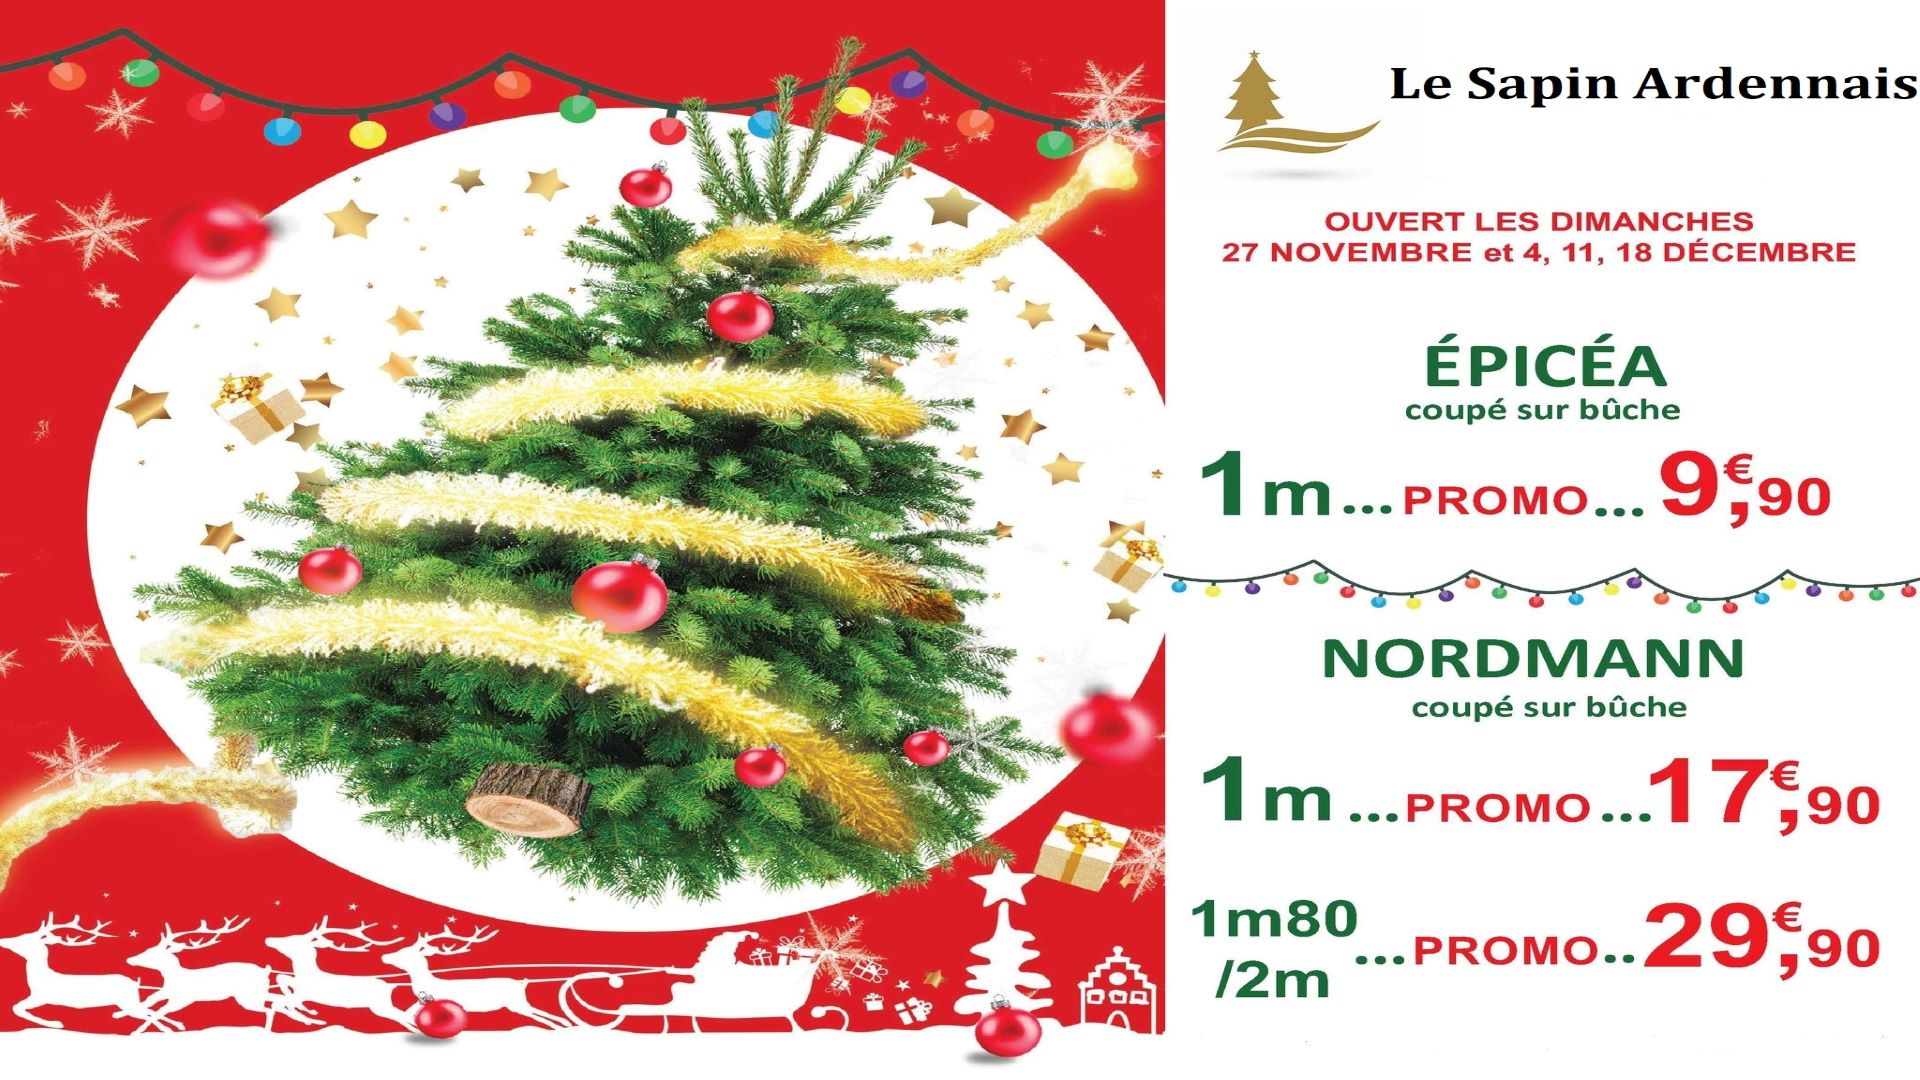 Le Sapin Ardennais
OUVERT LES DIMANCHES
27 NOVEMBRE et 4, 11, 18 DÉCEMBRE
ÉPICÉA
coupé sur bûche
1m...PROMO... 9€,90
NORDMANN
coupé sur bûche
1m...PROMO...17€,90
1m80
/2m ...PROMO..29€,90